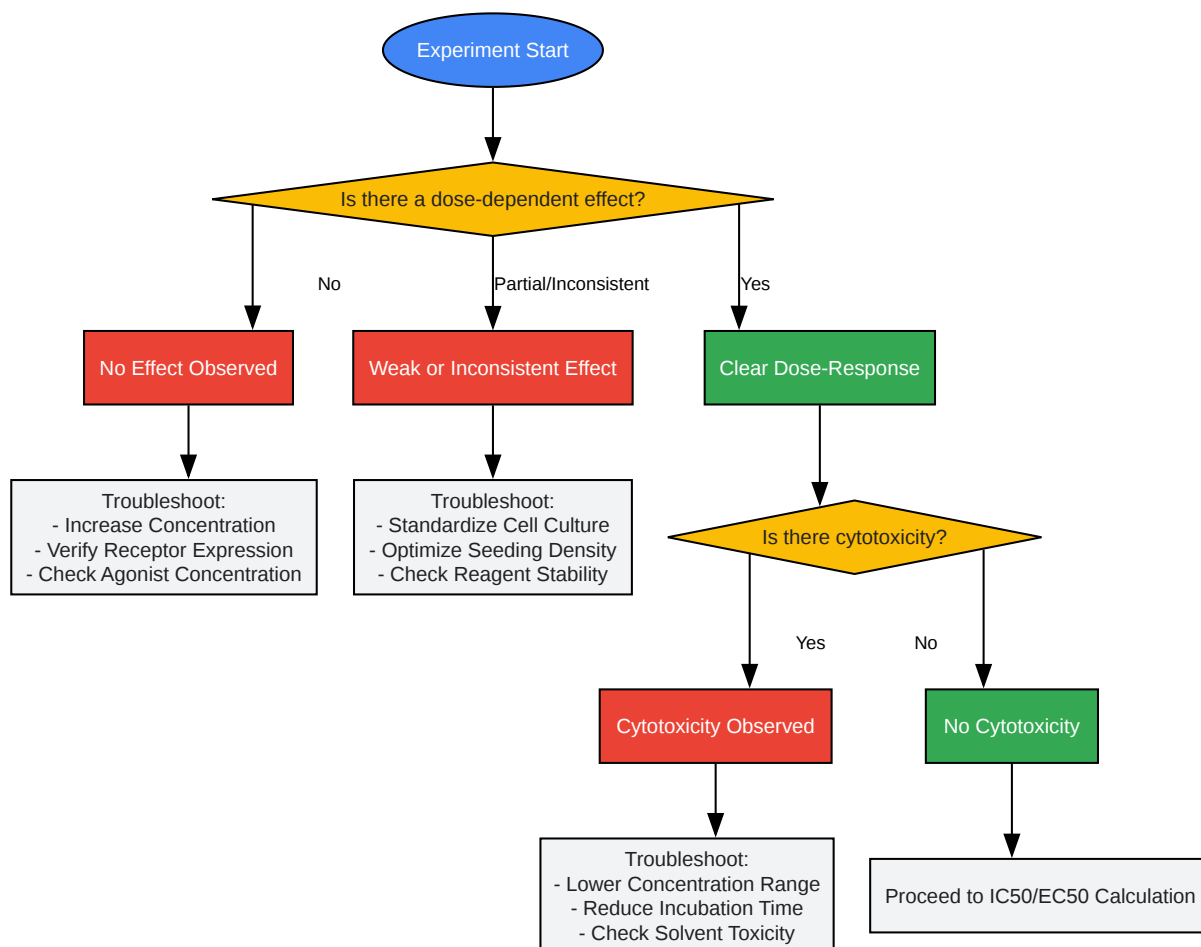 Experiment Start
Is there a dose-dependent effect?
No
Partial/Inconsistent
Yes
No Effect Observed
Weak or Inconsistent Effect
Clear Dose-Response
Troubleshoot:
- Increase Concentration
- Verify Receptor Expression
- Check Agonist Concentration
Troubleshoot:
- Standardize Cell Culture
- Optimize Seeding Density
- Check Reagent Stability
Is there cytotoxicity?
Yes
No
Cytotoxicity Observed
No Cytotoxicity
Troubleshoot:
- Lower Concentration Range
- Reduce Incubation Time
- Check Solvent Toxicity
Proceed to IC50/EC50 Calculation